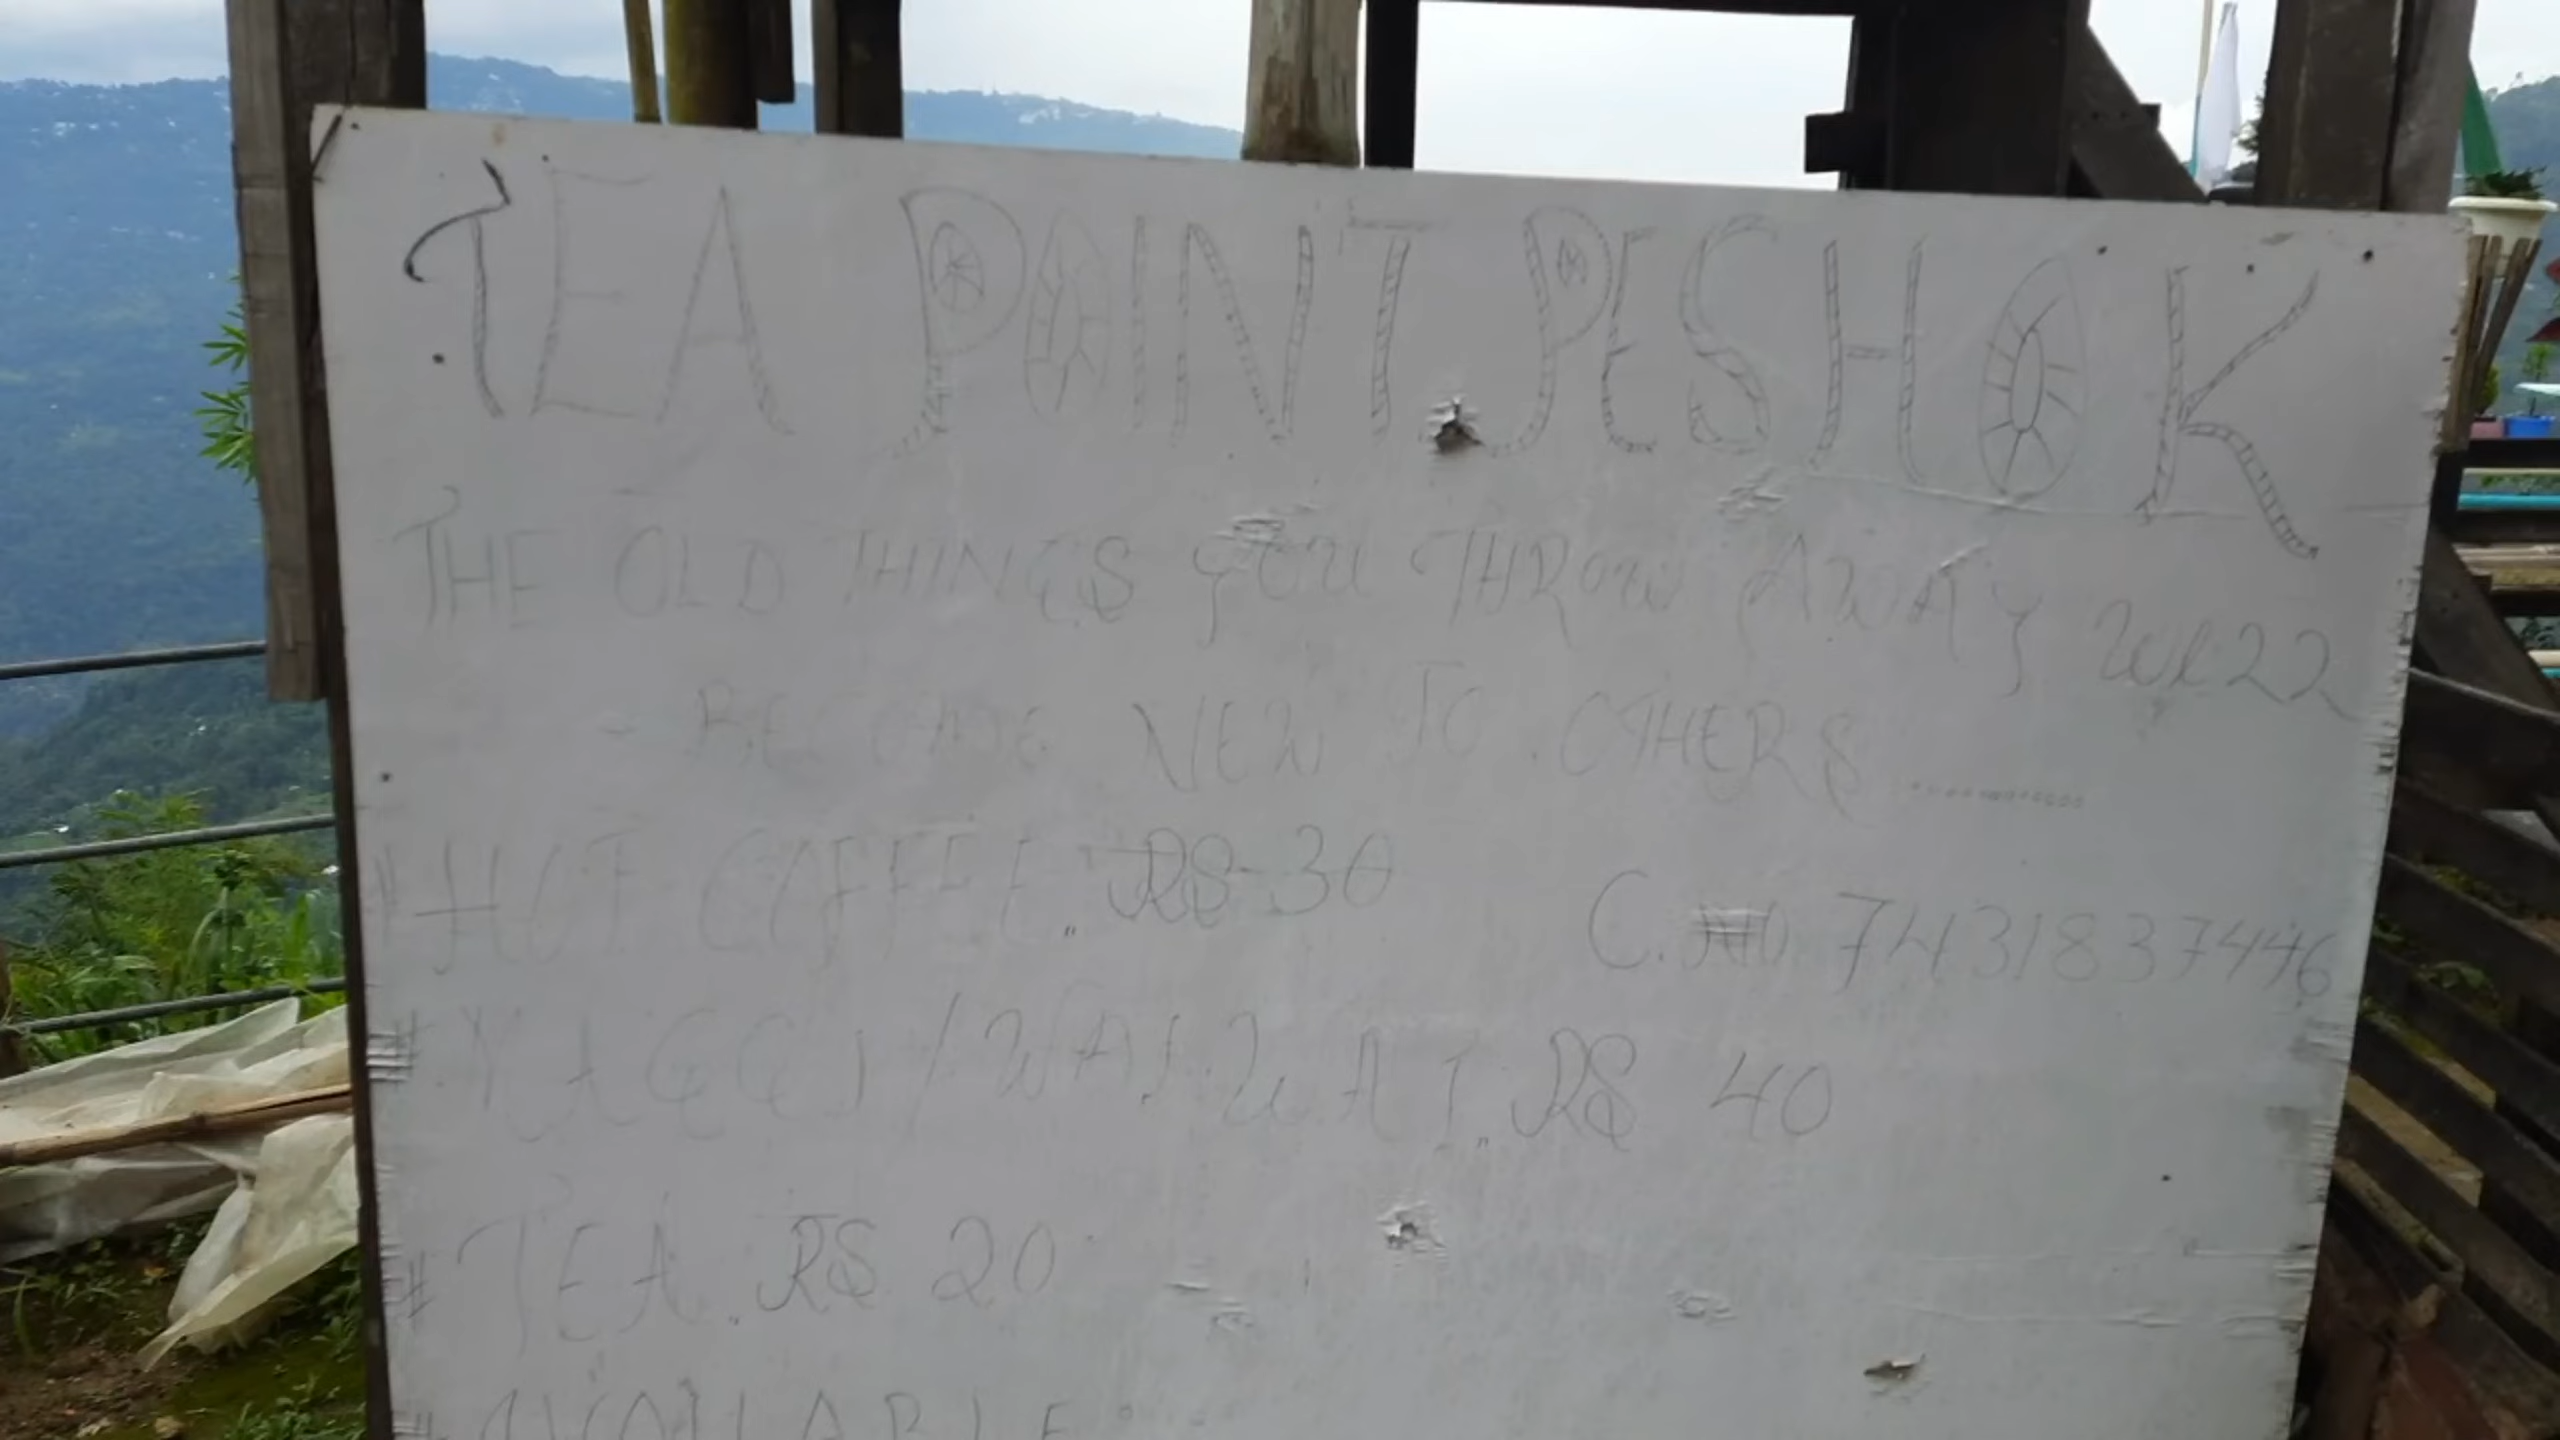 TEA POINT PESHOK
THE OLD THINGS YOU THROW AWAY
- BECOME NEW TO OTHERS ..............
# HOT COFFEE ,, RS-30
C. NO 7431837446
# MAGGI / WAI WAI ,, RS 40
# TEA ,, RS 20
# AVAILABLE